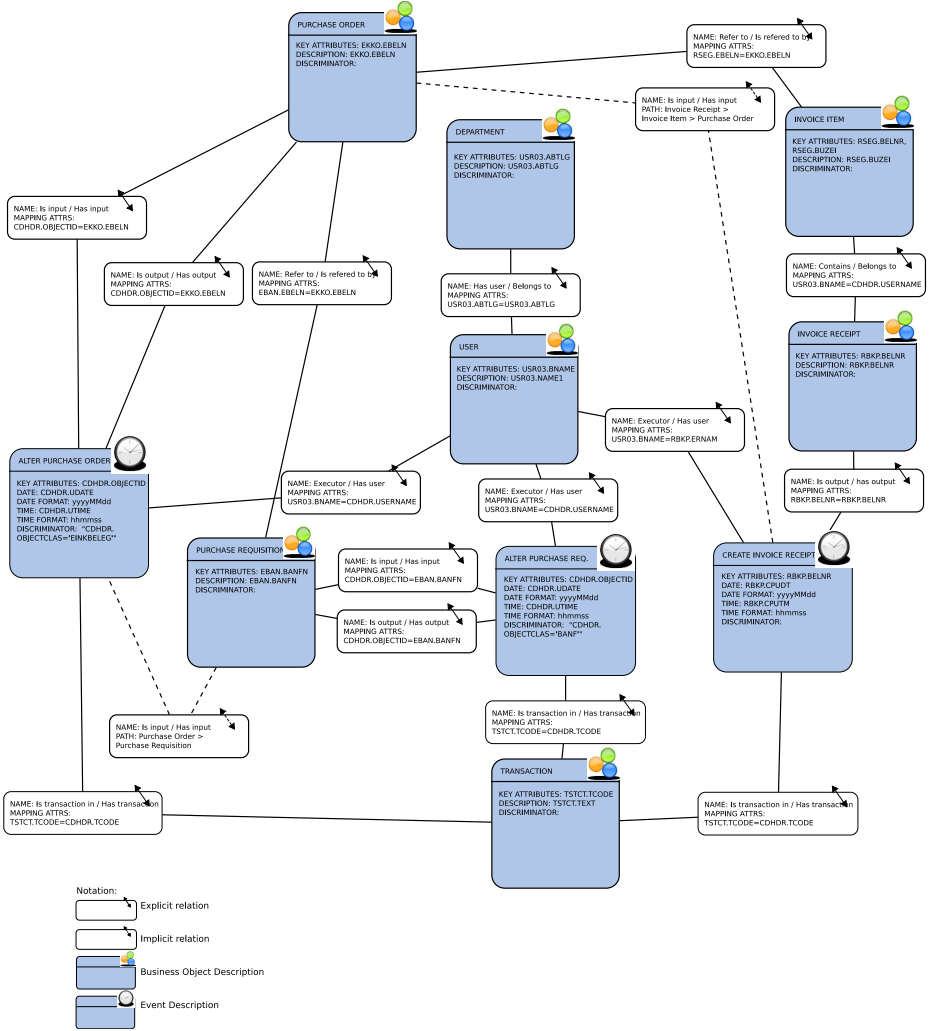 PURCHASE ORDER
KEY ATTRIBUTES: EKKO.EBELN
DESCRIPTION: EKKO.EBELN
DISCRIMINATOR:
NAME: Refer to / Is refered to by
MAPPING ATTRS:
RSEG.EBELN=EKKO.EBELN
NAME: Is input / Has input
PATH: Invoice Receipt >
Invoice Item > Purchase Order
INVOICE ITEM
KEY ATTRIBUTES: RSEG.BELNR,
RSEG.BUZEI
DESCRIPTION: RSEG.BUZEI
DISCRIMINATOR:
DEPARTMENT
KEY ATTRIBUTES: USR03.ABTLG
DESCRIPTION: USR03.ABTLG
DISCRIMINATOR:
NAME: Is input / Has input
MAPPING ATTRS:
CDHDR.OBJECTID=EKKO.EBELN
NAME: Is output / Has output
MAPPING ATTRS:
CDHDR.OBJECTID=EKKO.EBELN
NAME: Refer to / Is refered to by
MAPPING ATTRS:
EBAN.EBELN=EKKO.EBELN
NAME: Has user / Belongs to
MAPPING ATTRS:
USR03.ABTLG=USR03.ABTLG
NAME: Contains / Belongs to
MAPPING ATTRS:
USR03.BNAME=CDHDR.USERNAME
USER
KEY ATTRIBUTES: USR03.BNAME
DESCRIPTION: USR03.NAME1
DISCRIMINATOR:
INVOICE RECEIPT
KEY ATTRIBUTES: RBKP.BELNR
DESCRIPTION: RBKP.BELNR
DISCRIMINATOR:
NAME: Executor / Has user
MAPPING ATTRS:
USR03.BNAME=RBKP.ERNAM
ALTER PURCHASE ORDER
KEY ATTRIBUTES: CDHDR.OBJECTID
DATE: CDHDR.UDATE
DATE FORMAT: yyyyMMdd
TIME: CDHDR.UTIME
TIME FORMAT: hhmmss
DISCRIMINATOR: "CDHDR.
OBJECTCLAS='EINKBELEG'"
NAME: Executor / Has user
MAPPING ATTRS:
USR03.BNAME=CDHDR.USERNAME
NAME: Executor / Has user
MAPPING ATTRS:
USR03.BNAME=CDHDR.USERNAME
NAME: Is output / has output
MAPPING ATTRS:
RBKP.BELNR=RBKP.BELNR
PURCHASE REQUISITION
KEY ATTRIBUTES: EBAN.BANFN
DESCRIPTION: EBAN.BANFN
DISCRIMINATOR:
NAME: Is input / Has input
MAPPING ATTRS:
CDHDR.OBJECTID=EBAN.BANFN
NAME: Is output / Has output
MAPPING ATTRS:
CDHDR.OBJECTID=EBAN.BANFN
ALTER PURCHASE REQ.
KEY ATTRIBUTES: CDHDR.OBJECTID
DATE: CDHDR.UDATE
DATE FORMAT: yyyyMMdd
TIME: CDHDR.UTIME
TIME FORMAT: hhmmss
DISCRIMINATOR: "CDHDR.
OBJECTCLAS='BANF'"
CREATE INVOICE RECEIPT
KEY ATTRIBUTES: RBKP.BELNR
DATE: RBKP.CPUDT
DATE FORMAT: yyyyMMdd
TIME: RBKP.CPUTM
TIME FORMAT: hhmmss
DISCRIMINATOR:
NAME: Is input / Has input
PATH: Purchase Order >
Purchase Requisition
NAME: Is transaction in / Has transaction
MAPPING ATTRS:
TSTCT.TCODE=CDHDR.TCODE
TRANSACTION
KEY ATTRIBUTES: TSTCT.TCODE
DESCRIPTION: TSTCT.TEXT
DISCRIMINATOR:
NAME: Is transaction in / Has transaction
MAPPING ATTRS:
TSTCT.TCODE=CDHDR.TCODE
NAME: Is transaction in / Has transaction
MAPPING ATTRS:
TSTCT.TCODE=CDHDR.TCODE
Notation:
Explicit relation
Implicit relation
Business Object Description
Event Description